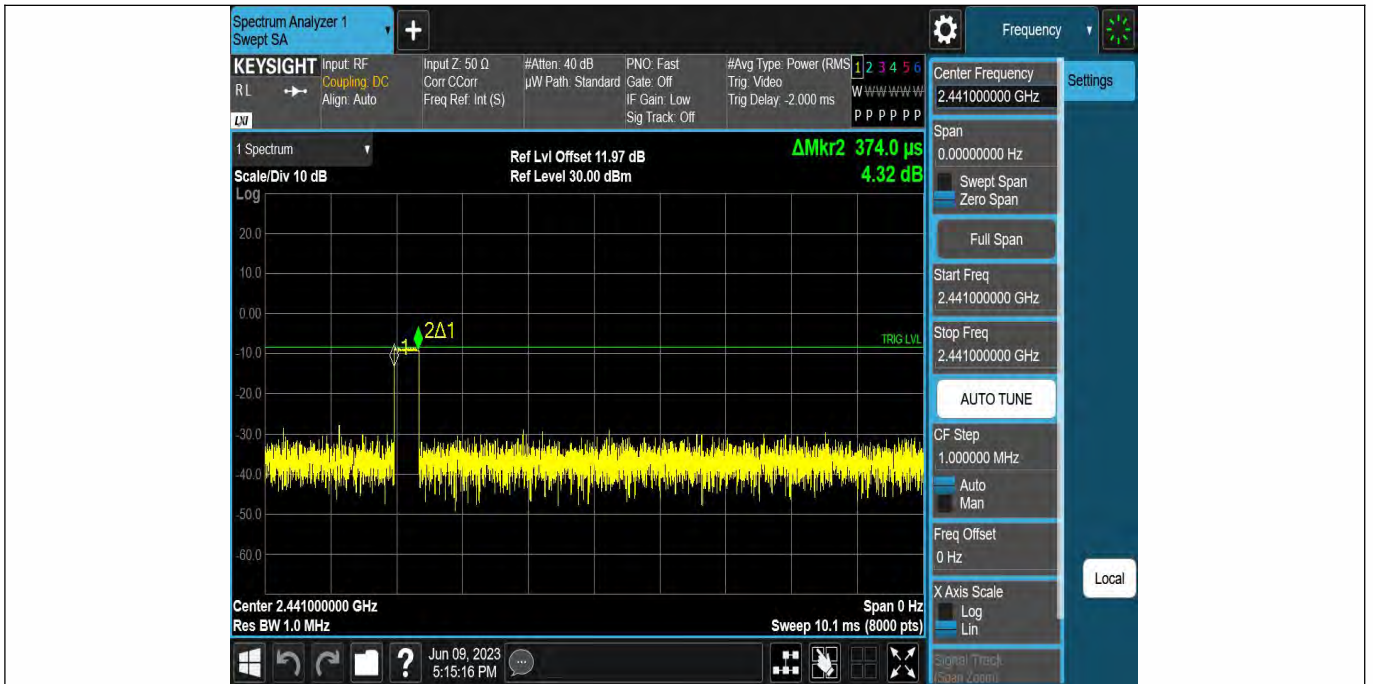 Spectrum Analyzer 1
Swept SA
+
Frequency
KEYSIGHT
RL
LXI
Input: RF
Coupling: DC
Align: Auto
Input Z: 50 Ω
Corr CCorr
Freq Ref: Int (S)
#Atten: 40 dB
µW Path: Standard
PNO: Fast
Gate: Off
IF Gain: Low
Sig Track: Off
#Avg Type: Power (RMS
Trig: Video
Trig Delay: -2.000 ms
1 2 3 4 5 6
W W W W W W
P P P P P P
1 Spectrum
Scale/Div 10 dB
Ref Lvl Offset 11.97 dB
Ref Level 30.00 dBm
ΔMkr2 374.0 µs
4.32 dB
Log
20.0
10.0
0.00
-10.0
-20.0
-30.0
-40.0
-50.0
-60.0
1
2Δ1
TRIG LVL
Center 2.441000000 GHz
Res BW 1.0 MHz
Span 0 Hz
Sweep 10.1 ms (8000 pts)
Center Frequency
2.441000000 GHz
Settings
Span
0.00000000 Hz
Swept Span
Zero Span
Full Span
Start Freq
2.441000000 GHz
Stop Freq
2.441000000 GHz
AUTO TUNE
CF Step
1.000000 MHz
Auto
Man
Freq Offset
0 Hz
X Axis Scale
Log
Lin
Signal Track
(Span Zoom)
Local
?
Jun 09, 2023
5:15:16 PM